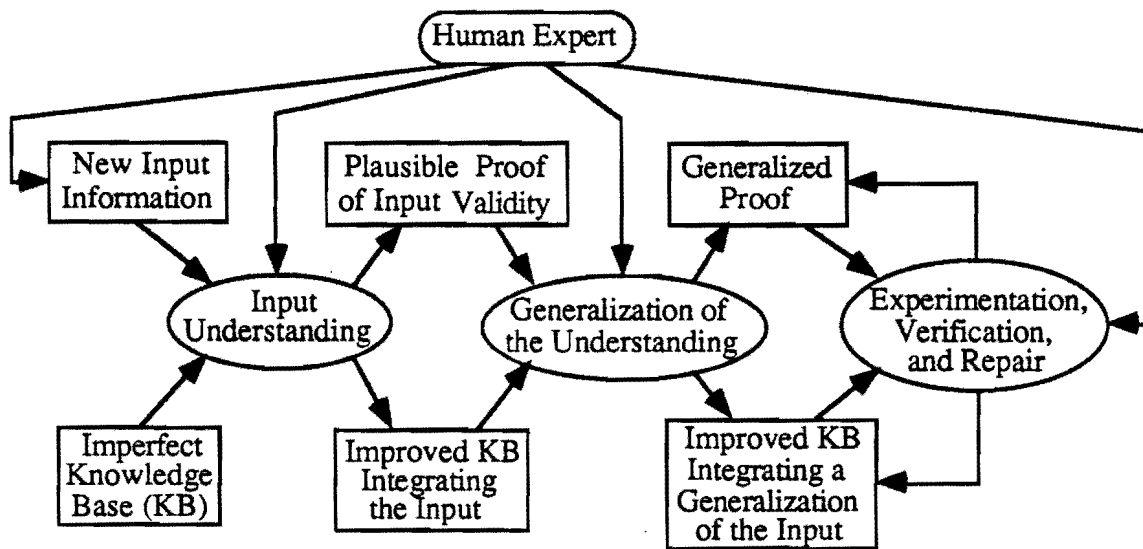 Human Expert
New Input
Information
Plausible Proof
of Input Validity
Generalized
Proof
Input
Understanding
Generalization of
the Understanding
Experimentation,
Verification,
and Repair
Imperfect
Knowledge
Base (KB)
Improved KB
Integrating
the Input
Improved KB
Integrating a
Generalization
of the Input